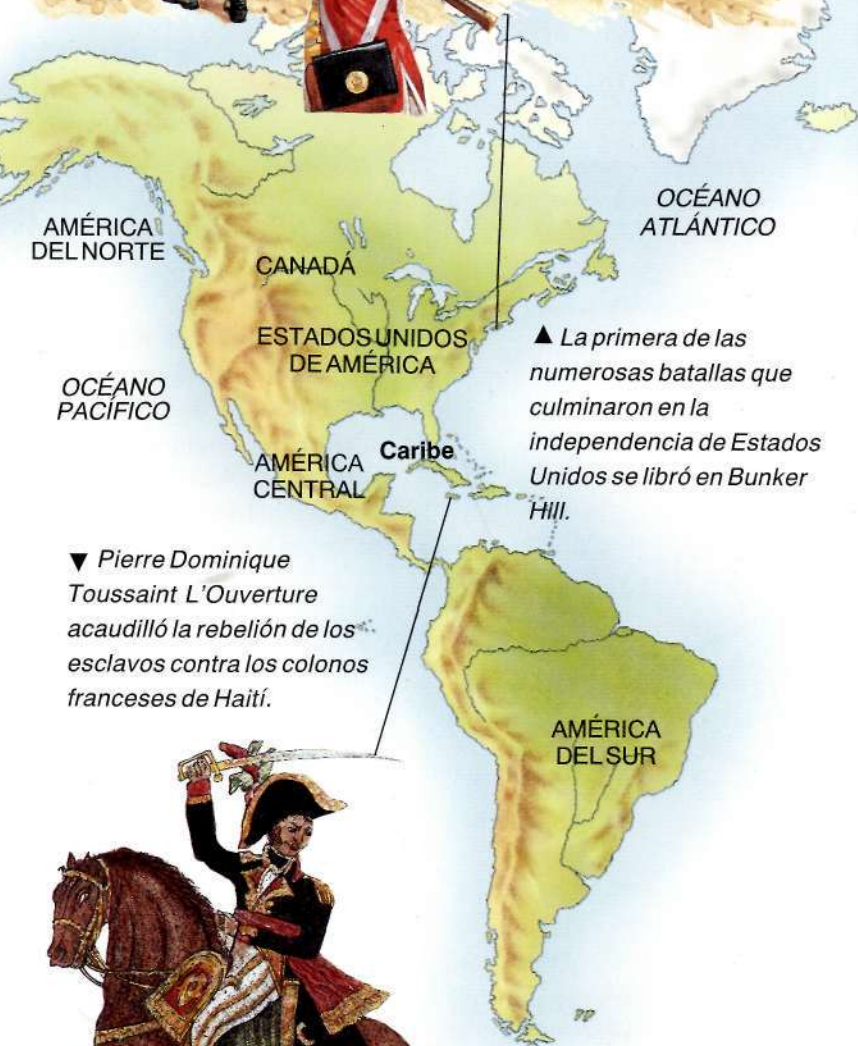 OCÉANO
ATLÁNTICO
AMÉRICA
DEL NORTE
CANADÁ
ESTADOS UNIDOS
DE AMÉRICA
▲ La primera de las
numerosas batallas que
culminaron en la
independencia de Estados
Unidos se libró en Bunker
Hill.
OCÉANO
PACÍFICO
Caribe
AMÉRICA
CENTRAL
▼ Pierre Dominique
Toussaint L'Ouverture
acaudilló la rebelión de los
esclavos contra los colonos
franceses de Haití.
AMÉRICA
DEL SUR